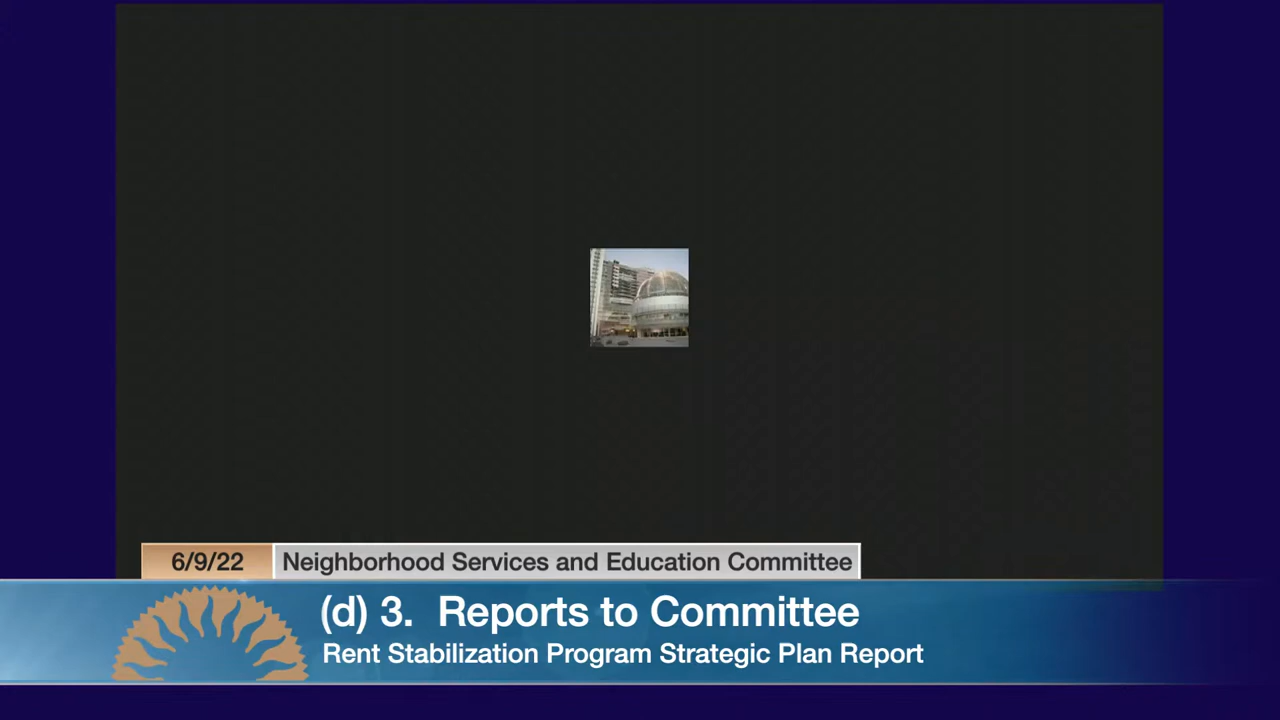 6/9/22
Neighborhood Services and Education Committee
(d) 3. Reports to Committee
Rent Stabilization Program Strategic Plan Report